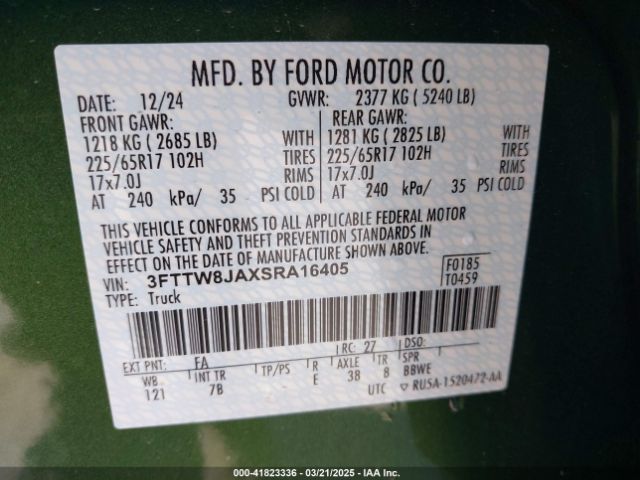 MFD. BY FORD MOTOR CO.
DATE: 12/24 GVWR: 2377 KG ( 5240 LB)
FRONT GAWR: REAR GAWR:
1218 KG ( 2685 LB) WITH 1281 KG ( 2825 LB) WITH
225/65R17 102H TIRES 225/65R17 102H TIRES
17x7.0J RIMS 17x7.0J RIMS
AT 240 kPa/ 35 PSI COLD AT 240 kPa/ 35 PSI COLD
THIS VEHICLE CONFORMS TO ALL APPLICABLE FEDERAL MOTOR
VEHICLE SAFETY AND THEFT PREVENTION STANDARDS IN
EFFECT ON THE DATE OF MANUFACTURE SHOWN ABOVE.
VIN: 3FTTW8JAXSRA16405 F0185
TYPE: Truck T0459
EXT PNT: FA RC: 27 DSO:
WB INT TR TP/PS R AXLE TR SPR
121 7B E 38 8 BBWE
UTC ▽ RU5A-1520472-AA
000-41823336 - 03/21/2025 - IAA Inc.